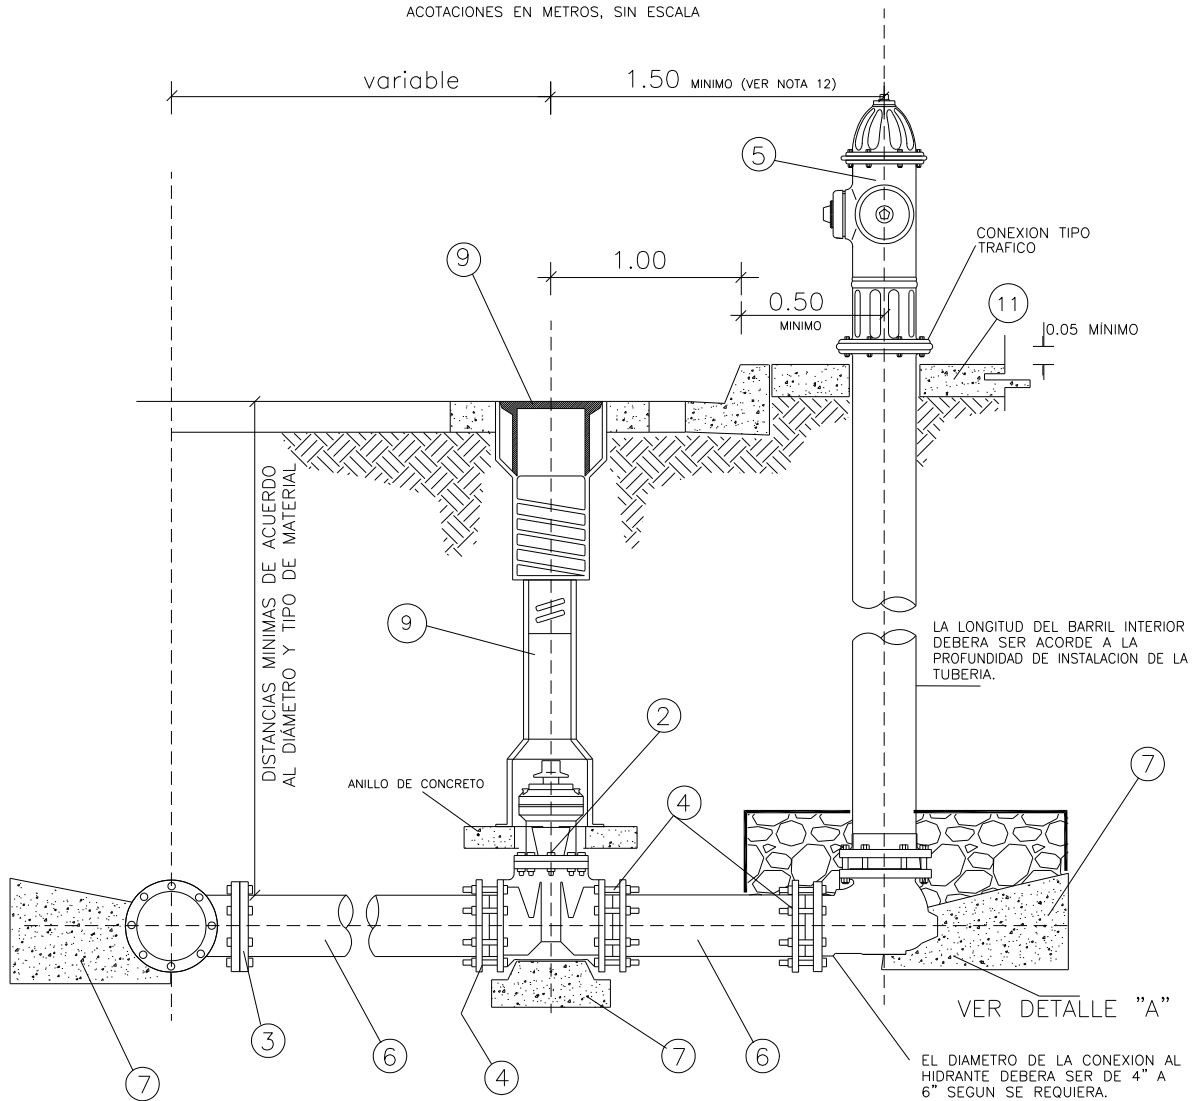 ACOTACIONES EN METROS, SIN ESCALA
variable
1.50 MINIMO (VER NOTA 12)
5
CONEXION TIPO
TRAFICO
9
1.00
0.50
MINIMO
11
0.05 MÍNIMO
DISTANCIAS MINIMAS DE ACUERDO
AL DIÁMETRO Y TIPO DE MATERIAL
9
LA LONGITUD DEL BARRIL INTERIOR
DEBERA SER ACORDE A LA
PROFUNDIDAD DE INSTALACION DE LA
TUBERIA.
2
7
ANILLO DE CONCRETO
4
VER DETALLE "A"
3
6
7
6
4
7
EL DIAMETRO DE LA CONEXION AL
HIDRANTE DEBERA SER DE 4" A
6" SEGUN SE REQUIERA.